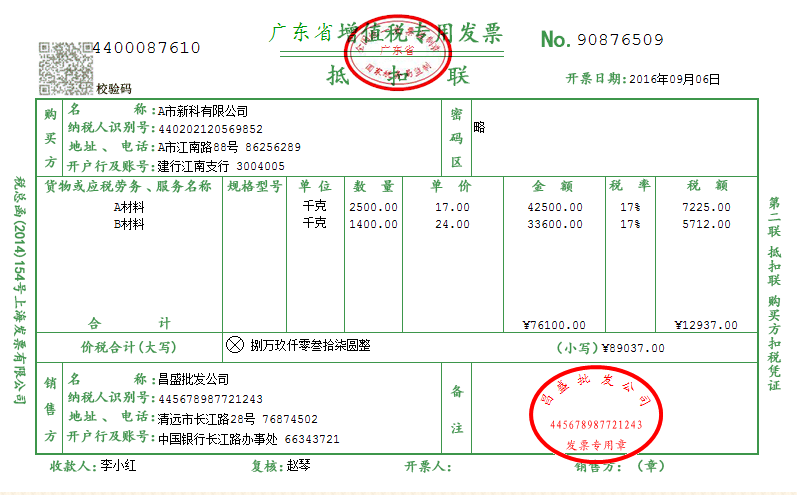 广东省增值税专用发票
No. 90876509
4400087610
广东省
国家税务总局监制
抵 扣 联
校验码
开票日期:2016年09月06日
购买方
名 称:A市新科有限公司
纳税人识别号:440202120569852
地址、电话:A市江南路88号 86256289
开户行及账号:建行江南支行 3004005
密码区
略
货物或应税劳务、服务名称 规格型号 单位 数 量 单 价 金 额 税 率 税 额
A材料 千克 2500.00 17.00 42500.00 17% 7225.00
B材料 千克 1400.00 24.00 33600.00 17% 5712.00
合 计 ¥76100.00 ¥12937.00
价税合计(大写) 捌万玖仟零叁拾柒圆整 (小写)¥89037.00
销售方
名 称:昌盛批发公司
纳税人识别号:445678987721243
地址、电话:清远市长江路28号 76874502
开户行及账号:中国银行长江路办事处 66343721
备注
昌盛批发公司
445678987721243
发票专用章
收款人:李小红 复核:赵琴 开票人: 销售方:(章)
税总函(2014)154号上海发票有限公司
第二联 抵扣联 购买方扣税凭证